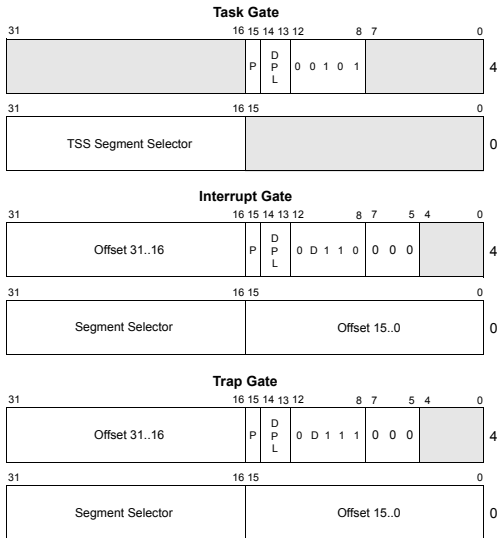 Task Gate
31 16 15 14 13 12 8 7 0
P D P L 0 0 1 0 1 4
31 16 15 0
TSS Segment Selector 0
Interrupt Gate
31 16 15 14 13 12 8 7 5 4 0
Offset 31..16 P D P L 0 D 1 1 0 0 0 0 4
31 16 15 0
Segment Selector Offset 15..0 0
Trap Gate
31 16 15 14 13 12 8 7 5 4 0
Offset 31..16 P D P L 0 D 1 1 1 0 0 0 4
31 16 15 0
Segment Selector Offset 15..0 0